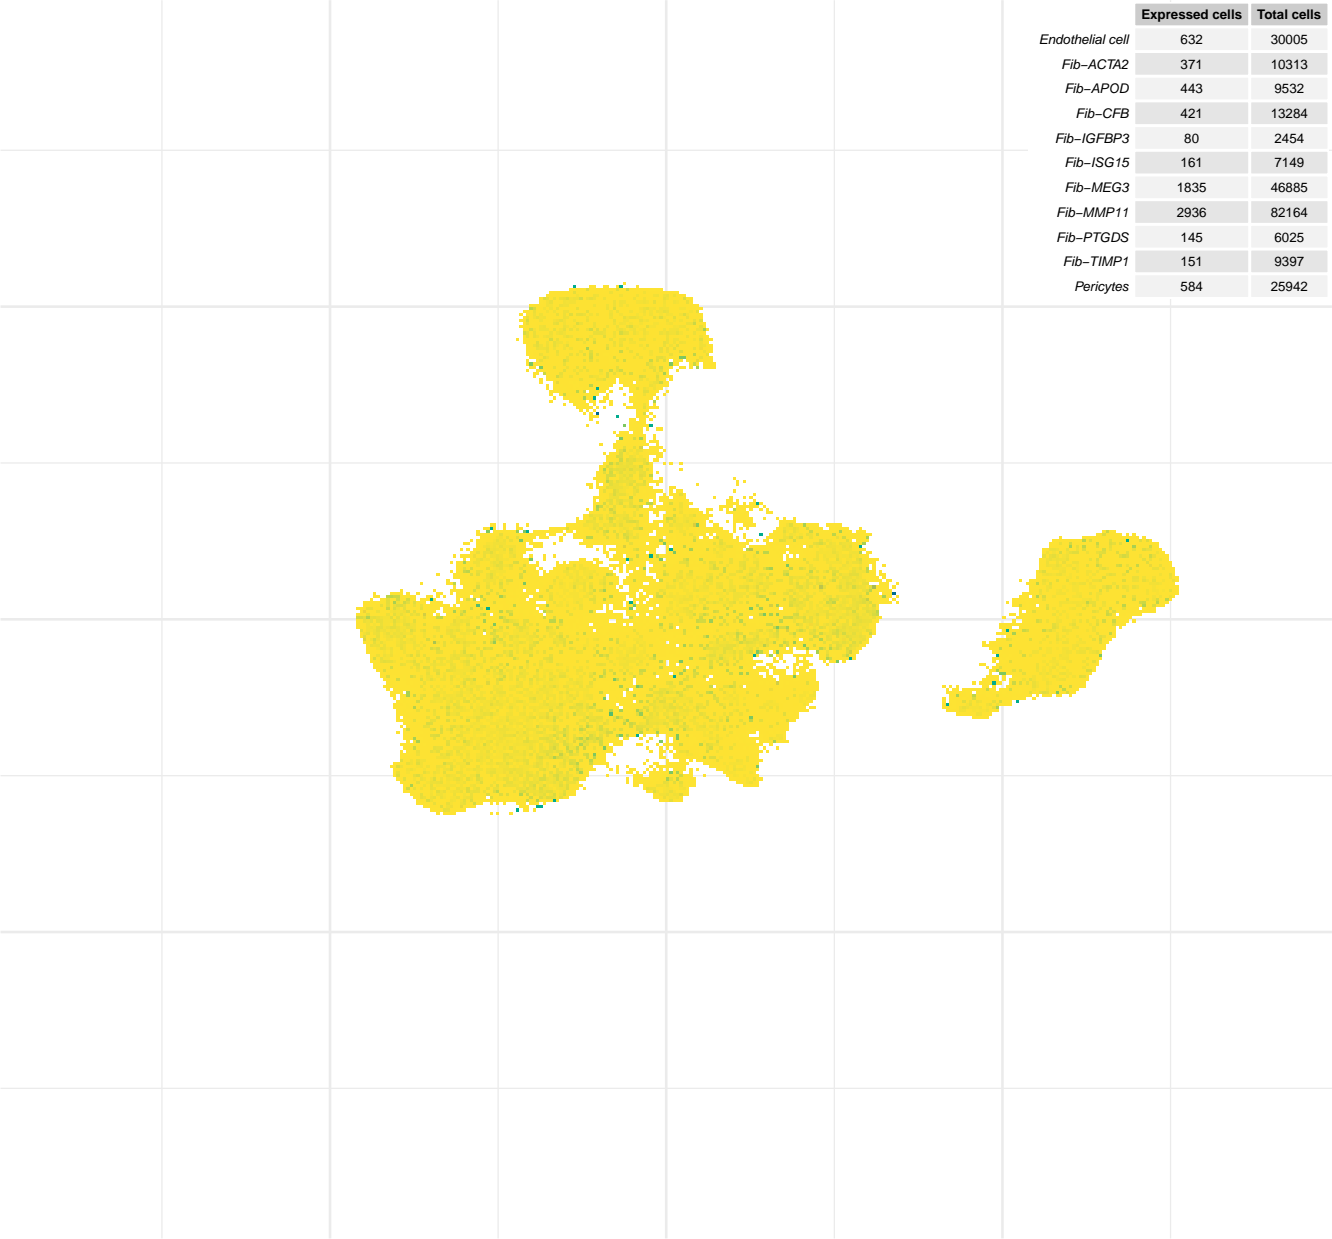 Expressed cells Total cells
Endothelial cell 632 30005
Fib−ACTA2 371 10313
Fib−APOD 443 9532
Fib−CFB 421 13284
Fib−IGFBP3 80 2454
Fib−ISG15 161 7149
Fib−MEG3 1835 46885
Fib−MMP11 2936 82164
Fib−PTGDS 145 6025
Fib−TIMP1 151 9397
Pericytes 584 25942